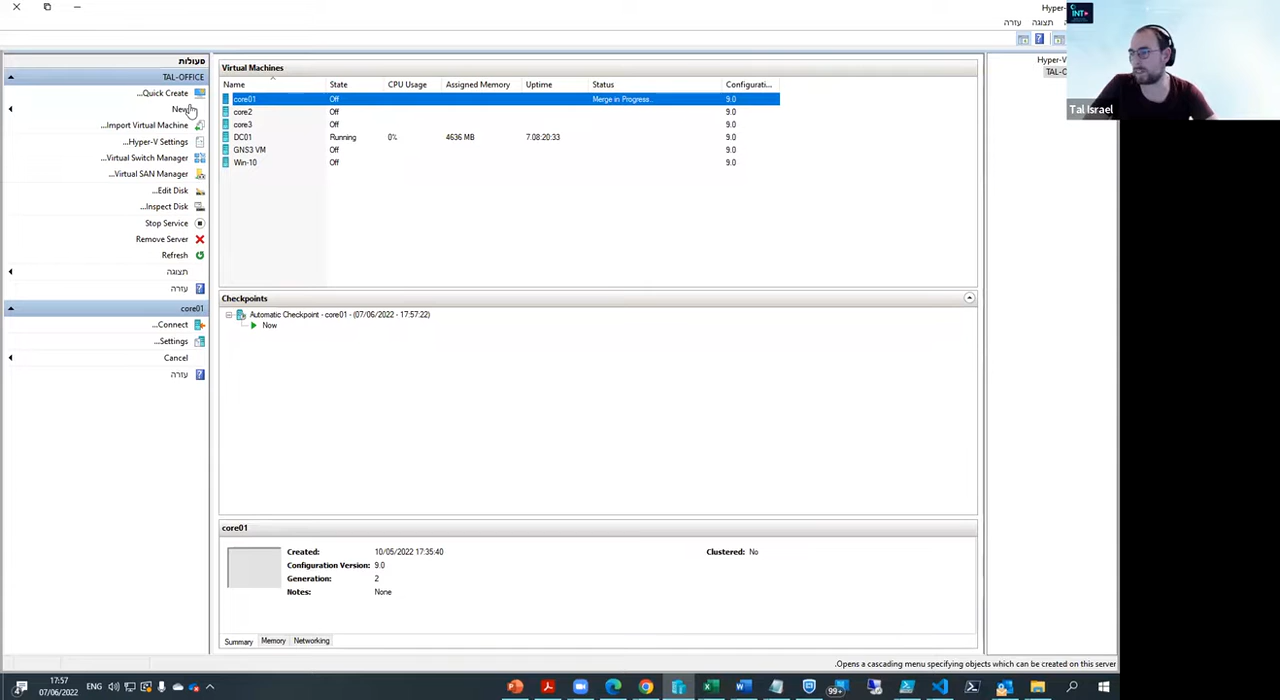 Hyper-
עזרה
תצוגה
INT
Tal Israel
Hyper-V
TAL-O
פעולות
TAL-OFFICE
...Quick Create
New
...Import Virtual Machine
...Hyper-V Settings
...Virtual Switch Manager
...Virtual SAN Manager
...Edit Disk
...Inspect Disk
Stop Service
Remove Server
Refresh
תצוגה
עזרה
core01
...Connect
...Settings
Cancel
עזרה
Virtual Machines
Name State CPU Usage Assigned Memory Uptime Status Configurati...
core01 Off Merge in Progress.. 9.0
core2 Off 9.0
core3 Off 9.0
DC01 Running 0% 4636 MB 7.08:20:33 9.0
GNS3 VM Off 9.0
Win-10 Off 9.0
Checkpoints
Automatic Checkpoint - core01 - (07/06/2022 - 17:57:22)
Now
core01
Created: 10/05/2022 17:35:40 Clustered: No
Configuration Version: 9.0
Generation: 2
Notes: None
Summary Memory Networking
.Opens a cascading menu specifying objects which can be created on this server
17:57
07/06/2022
ENG
99+